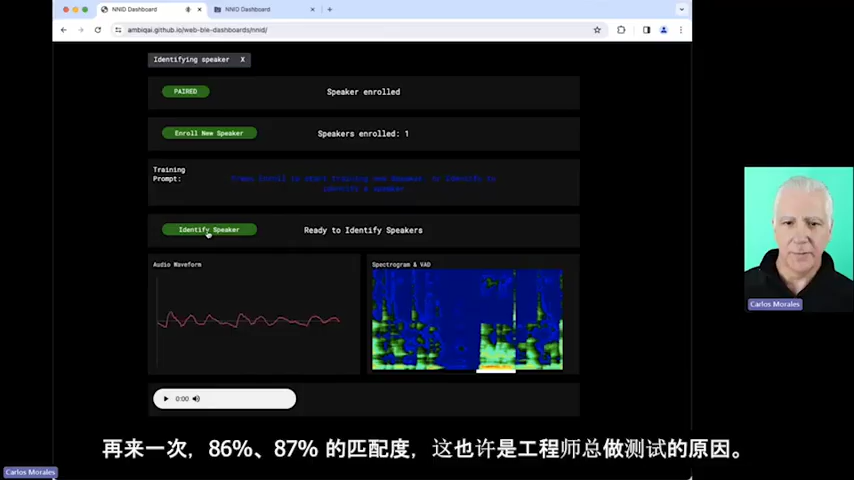 NNID Dashboard
NNID Dashboard
ambiqai.github.io/web-ble-dashboards/nnid/
Identifying speaker X
PAIRED
Speaker enrolled
Enroll New Speaker
Speakers enrolled: 1
Training
Prompt:
Identify Speaker
Ready to Identify Speakers
Audio Waveform
Spectrogram & VAD
0:00
Carlos Morales
再来一次，86%、87% 的匹配度，这也许是工程师总做测试的原因。
Carlos Morales